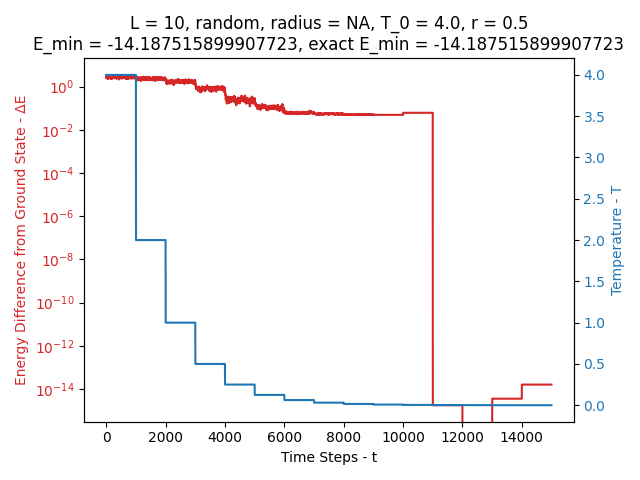 L = 10, random, radius = NA, T_0 = 4.0, r = 0.5
E_min = -14.187515899907723, exact E_min = -14.187515899907723
Energy Difference from Ground State - ΔE
10^0
10^-2
10^-4
10^-6
10^-8
10^-10
10^-12
10^-14
4.0
3.5
3.0
2.5
2.0
1.5
1.0
0.5
0.0
Temperature - T
0 2000 4000 6000 8000 10000 12000 14000
Time Steps - t